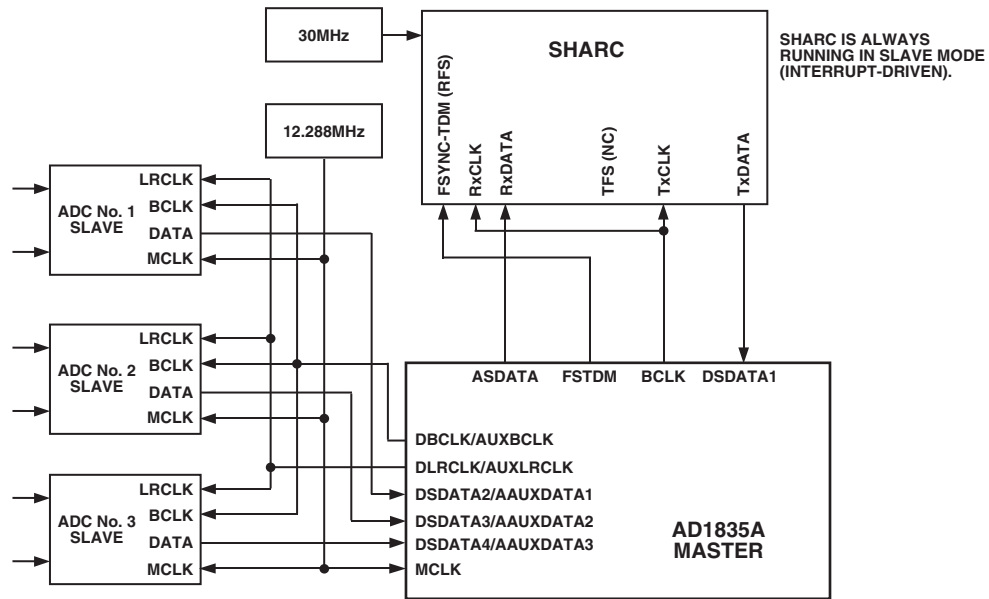 30MHz
SHARC
SHARC IS ALWAYS
RUNNING IN SLAVE MODE
(INTERRUPT-DRIVEN).
12.288MHz
FSYNC-TDM (RFS)
RxCLK
RxDATA
TFS (NC)
TxCLK
TxDATA
ADC No. 1
SLAVE
LRCLK
BCLK
DATA
MCLK
ADC No. 2
SLAVE
LRCLK
BCLK
DATA
MCLK
ADC No. 3
SLAVE
LRCLK
BCLK
DATA
MCLK
ASDATA
FSTDM
BCLK
DSDATA1
DBCLK/AUXBCLK
DLRCLK/AUXLRCLK
DSDATA2/AAUXDATA1
DSDATA3/AAUXDATA2
DSDATA4/AAUXDATA3
MCLK
AD1835A
MASTER